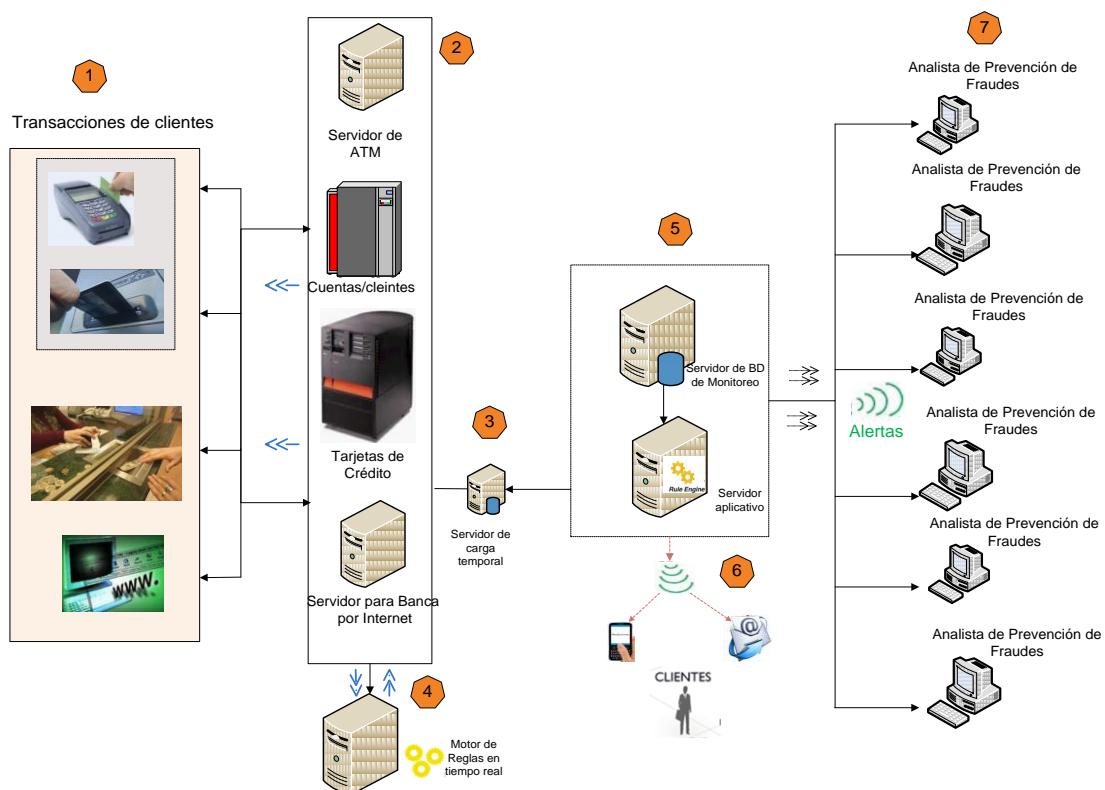 1
Transacciones de clientes
www.
2
Servidor de
ATM
Cuentas/cleintes
Tarjetas de
Crédito
Servidor para Banca
por Internet
3
Servidor de
carga
temporal
4
Motor de
Reglas en
tiempo real
5
Servidor de BD
de Monitoreo
Rule Engine
Servidor
aplicativo
6
@
CLIENTES
Alertas
7
Analista de Prevención de
Fraudes
Analista de Prevención de
Fraudes
Analista de Prevención de
Fraudes
Analista de Prevención de
Fraudes
Analista de Prevención de
Fraudes
Analista de Prevención de
Fraudes